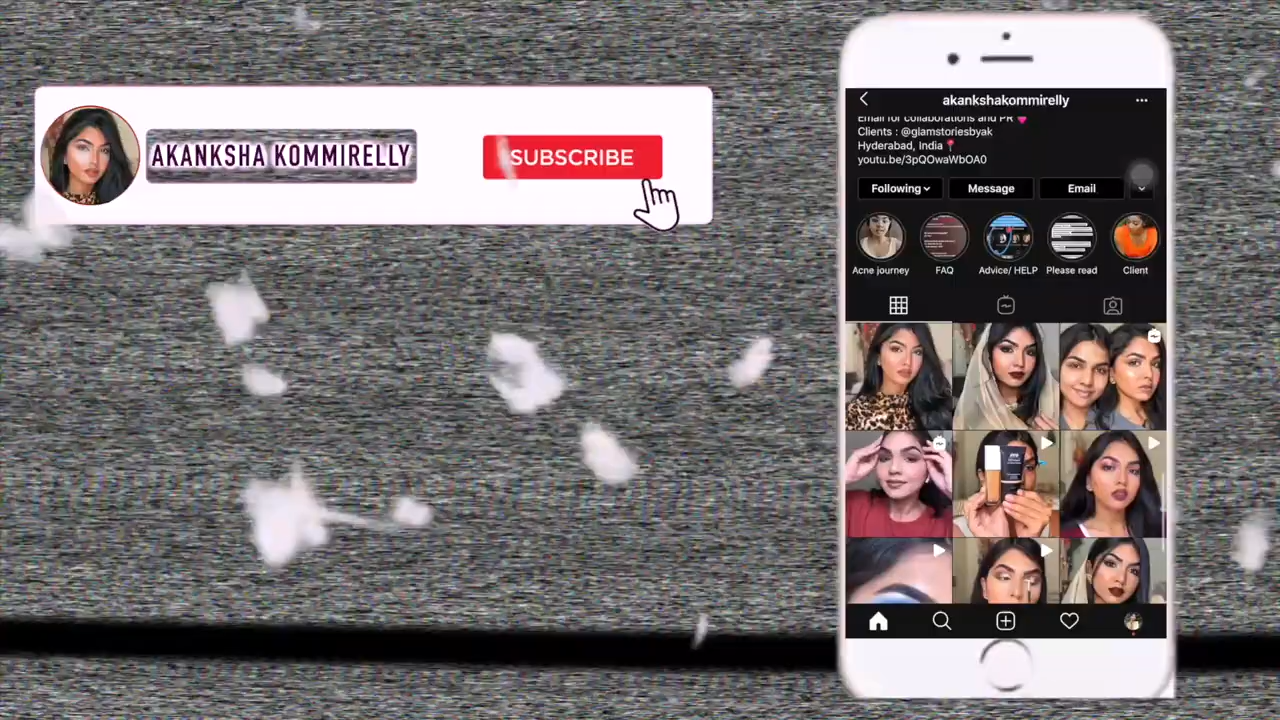 AKANKSHA KOMMIRELLY
SUBSCRIBE
akankshakommirelly
Email for collaborations and PR
Clients : @glamstoriesbyak
Hyderabad, India
youtu.be/3pQOwaWbOA0
Following Message Email
Acne journey FAQ Advice/ HELP Please read Client